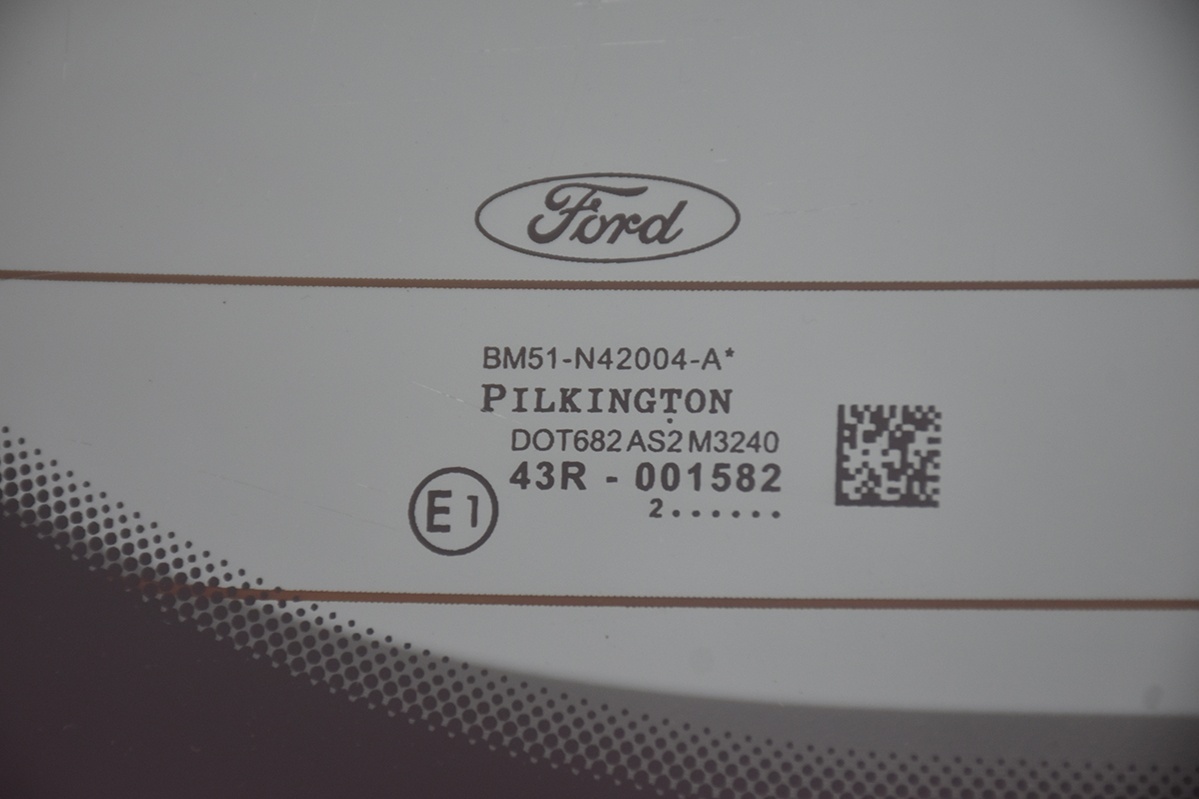 Ford
BM51-N42004-A*
PILKINGTON
DOT682 AS2 M3240
43R - 001582
E1
2......